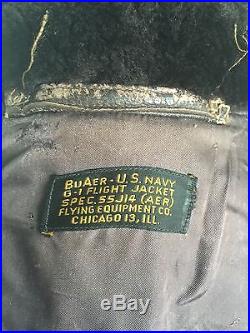 BUAER - U.S. NAVY
G-1 FLIGHT JACKET
SPEC. 55J14 (AER)
FLYING EQUIPMENT CO.
CHICAGO 13, ILL.